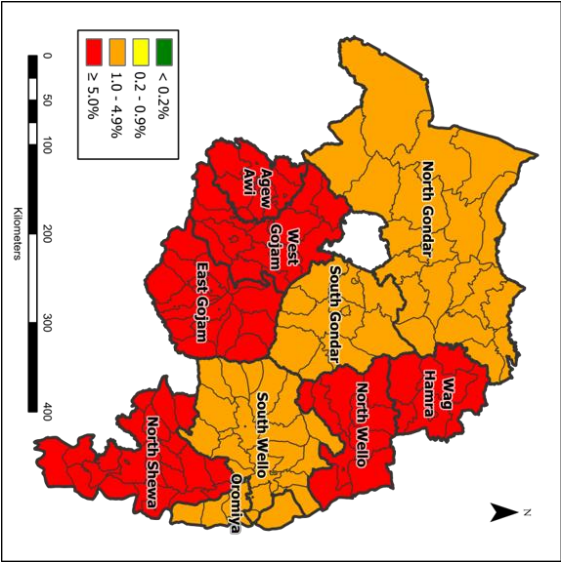 North Gondar
Wag
Hamra
South Gondar
North Wello
West
Gojam
Agew
Awi
East Gojam
South Wello
Oromiya
North Shewa
< 0.2%
0.2 - 0.9%
1.0 - 4.9%
≥ 5.0%
0 50 100 200 300 400
Kilometers
N